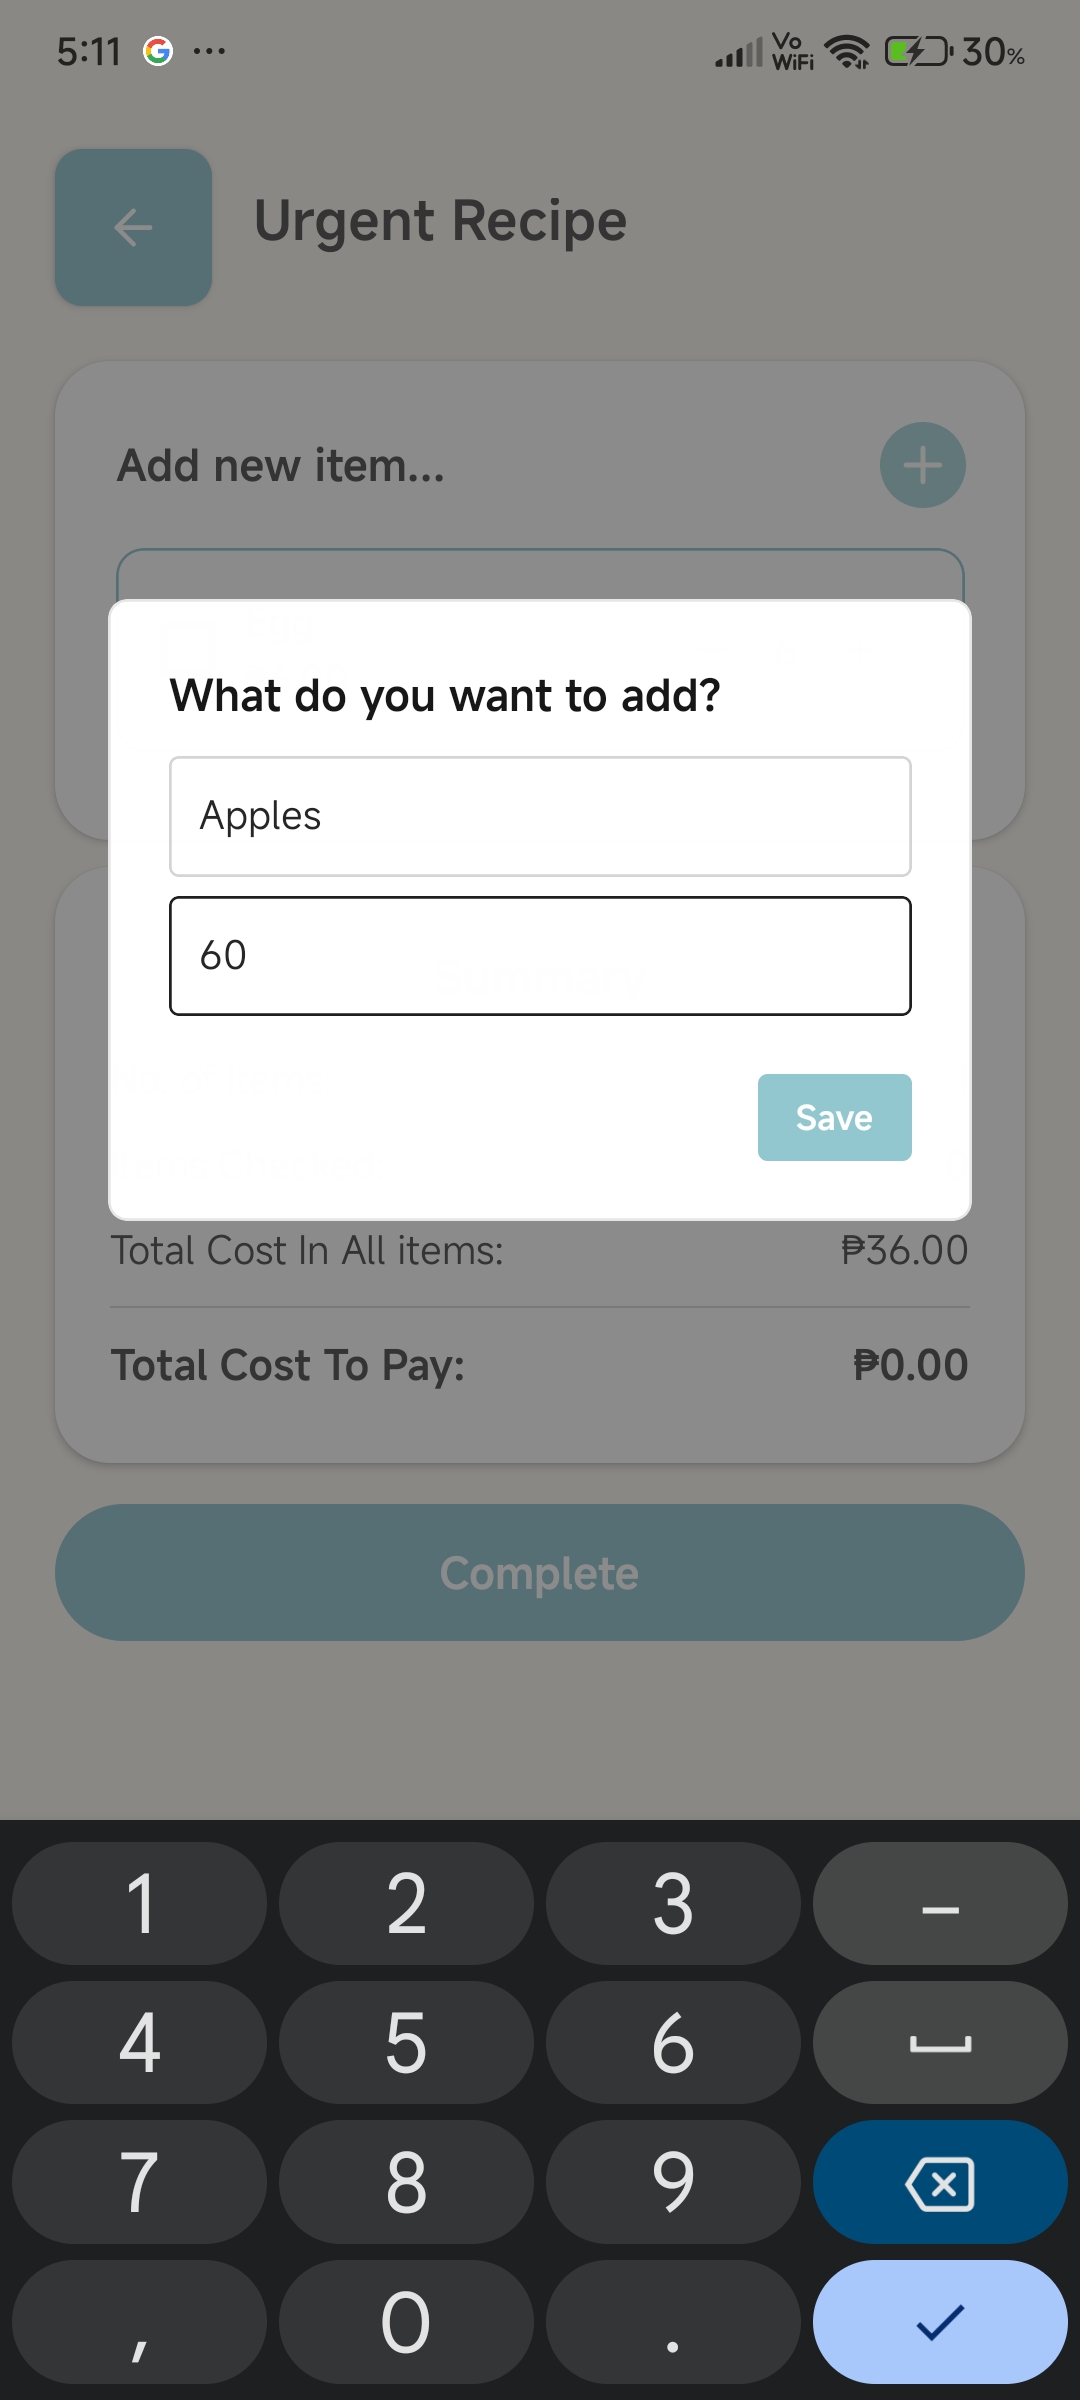 5:11 G ... Vo WiFi 30%
Urgent Recipe
Add new item...
What do you want to add?
Apples
60
Summary
Save
Total Cost In All items: ₱36.00
Total Cost To Pay: ₱0.00
Complete
1 2 3 –
4 5 6
7 8 9
, 0 .